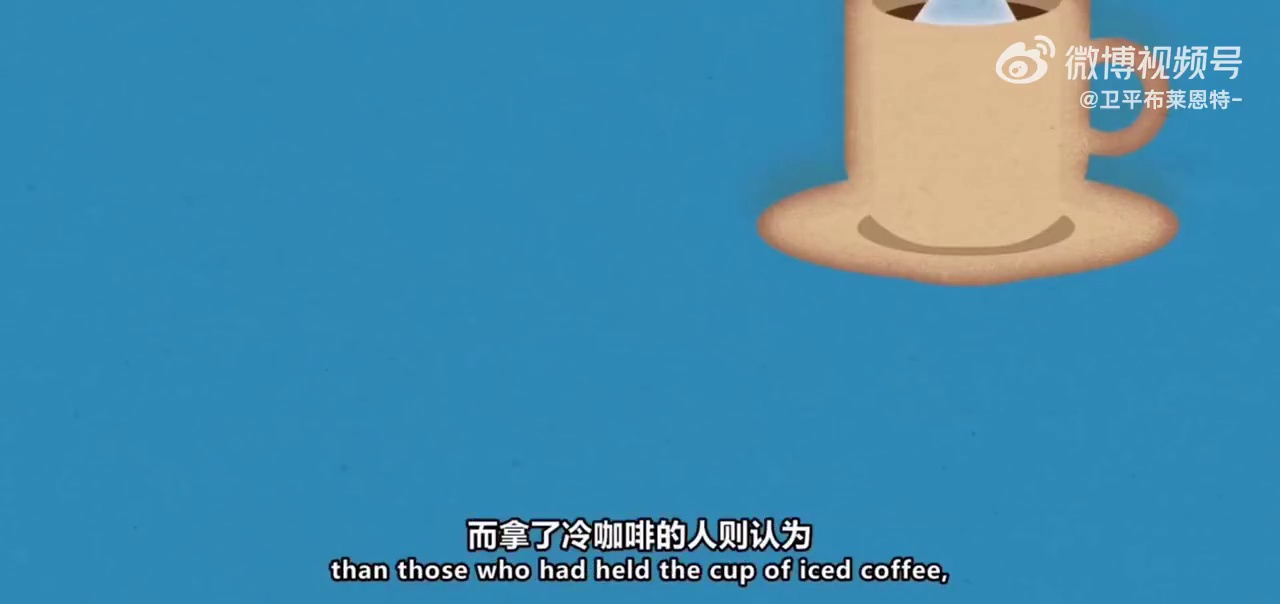 微博视频号
@卫平布莱恩特-
而拿了冷咖啡的人则认为
than those who had held the cup of iced coffee,